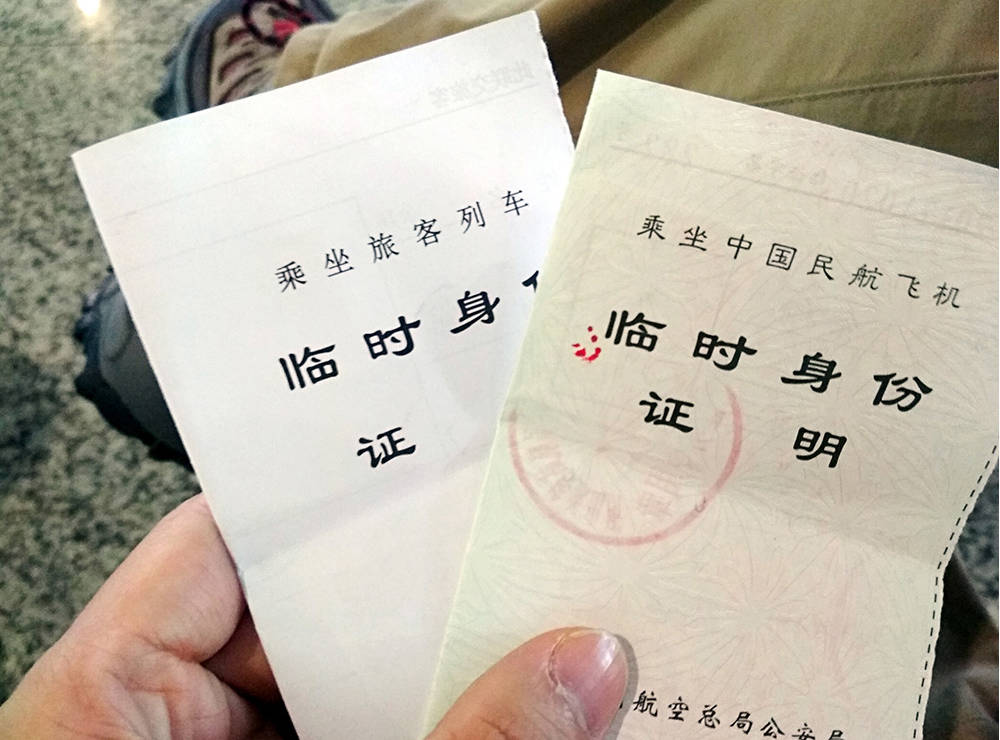 乘坐旅客列车
临时身
证
乘坐中国民航飞机
临时身份
证 明
航空总局公安局